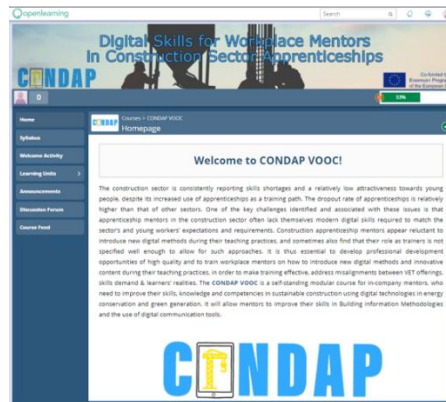 openlearning
Search
Digital Skills for Workplace Mentors
in Construction Sector Apprenticeships
CONDAP
Co-funded by
Erasmus+ Program
of the European
0
53%
Home
Syllabus
Welcome Activity
Learning Units
Announcements
Discussion Forum
Course Feed
CONDAP
Courses > CONDAP VOOC
Homepage
Welcome to CONDAP VOOC!
The construction sector is consistently reporting skills shortages and a relatively low attractiveness towards young
people, despite its increased use of apprenticeships as a training path. The dropout rate of apprenticeships is relatively
higher than that of other sectors. One of the key challenges identified and associated with these issues is that
apprenticeship mentors in the construction sector often lack themselves modern digital skills required to match the
sector's and young workers' expectations and requirements. Construction apprenticeship mentors appear reluctant to
introduce new digital methods during their teaching practices, and sometimes also find that their role as trainers is not
specified well enough to allow for such approaches. It is thus essential to develop professional development
opportunities of high quality and to train workplace mentors on how to introduce new digital methods and innovative
content during their teaching practices, in order to make training effective, address misalignments between VET offerings,
skills demand & learners' realities. The CONDAP VOOC is a self-standing modular course for in-company mentors, who
need to improve their skills, knowledge and competencies in sustainable construction using digital technologies in energy
conservation and green generation. It will allow mentors to improve their skills in Building Information Methodologies
and the use of digital communication tools.
CONDAP